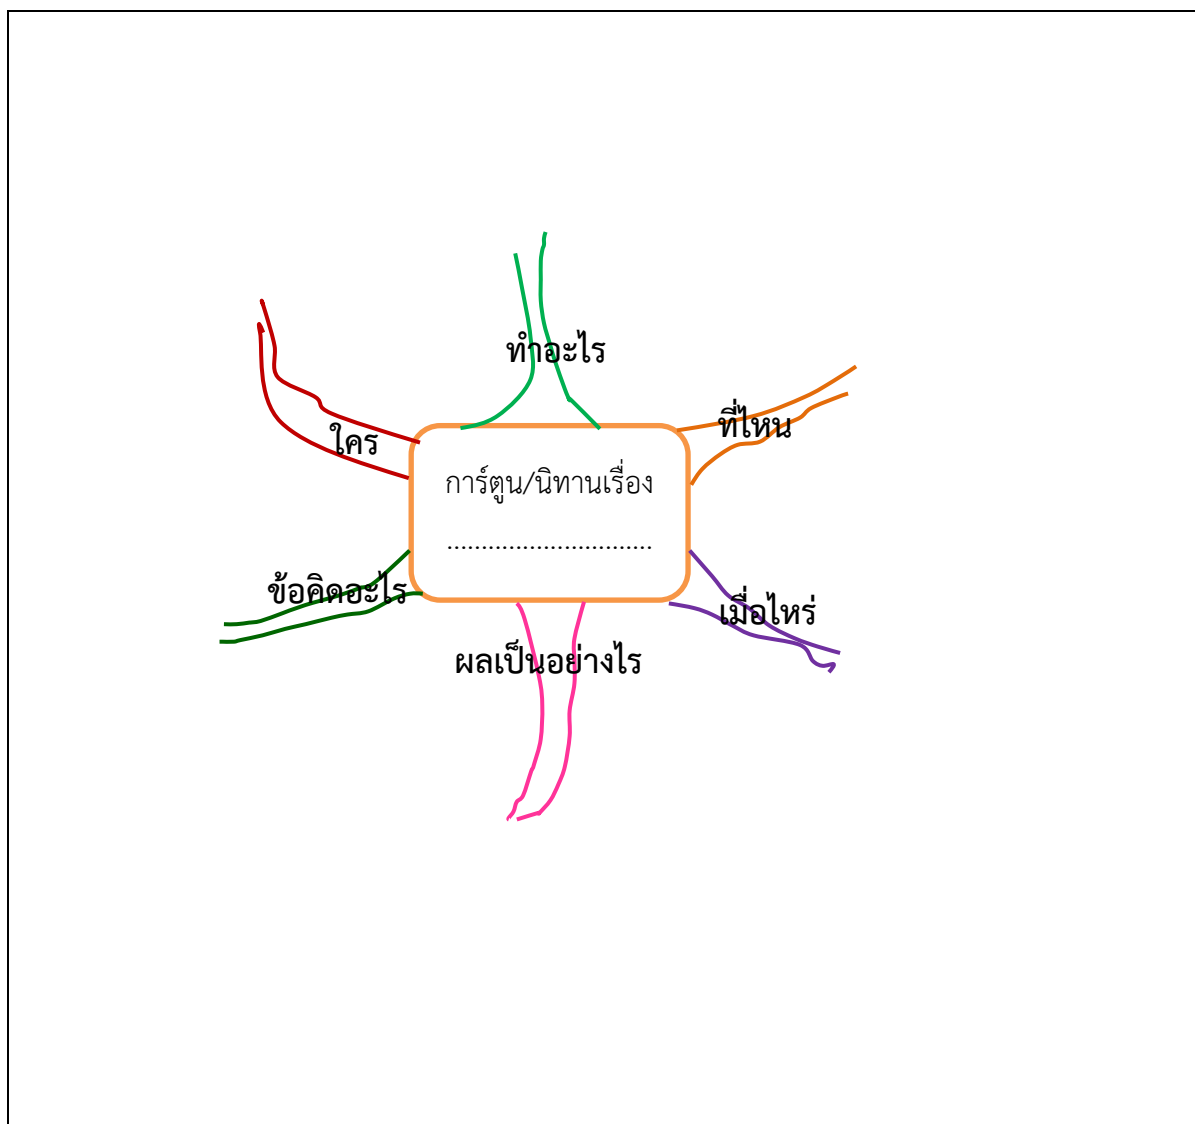 ทำอะไร
ที่ไหน
ใคร
การ์ตูน/นิทานเรื่อง
..............................
ข้อคิดอะไร
เมื่อไหร่
ผลเป็นอย่างไร